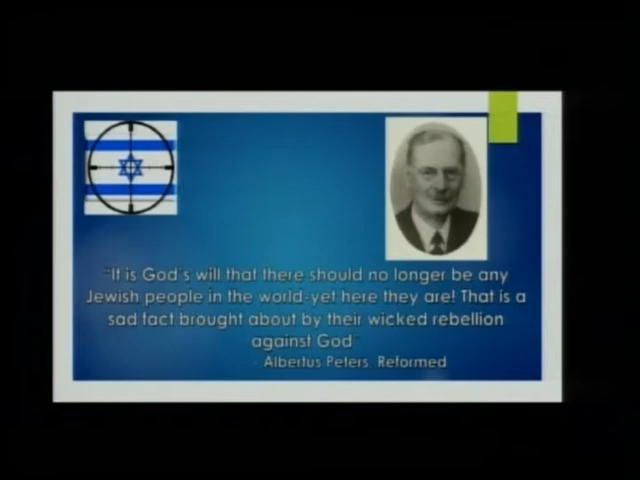 "It is God's will that there should no longer be any
Jewish people in the world-yet here they are! That is a
sad fact brought about by their wicked rebellion
against God"
- Albertus Peters, Reformed